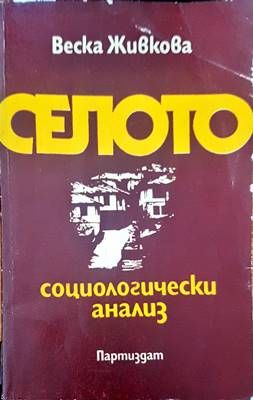 Веска Живкова
СЕЛОТО
социологически
анализ
Партиздат